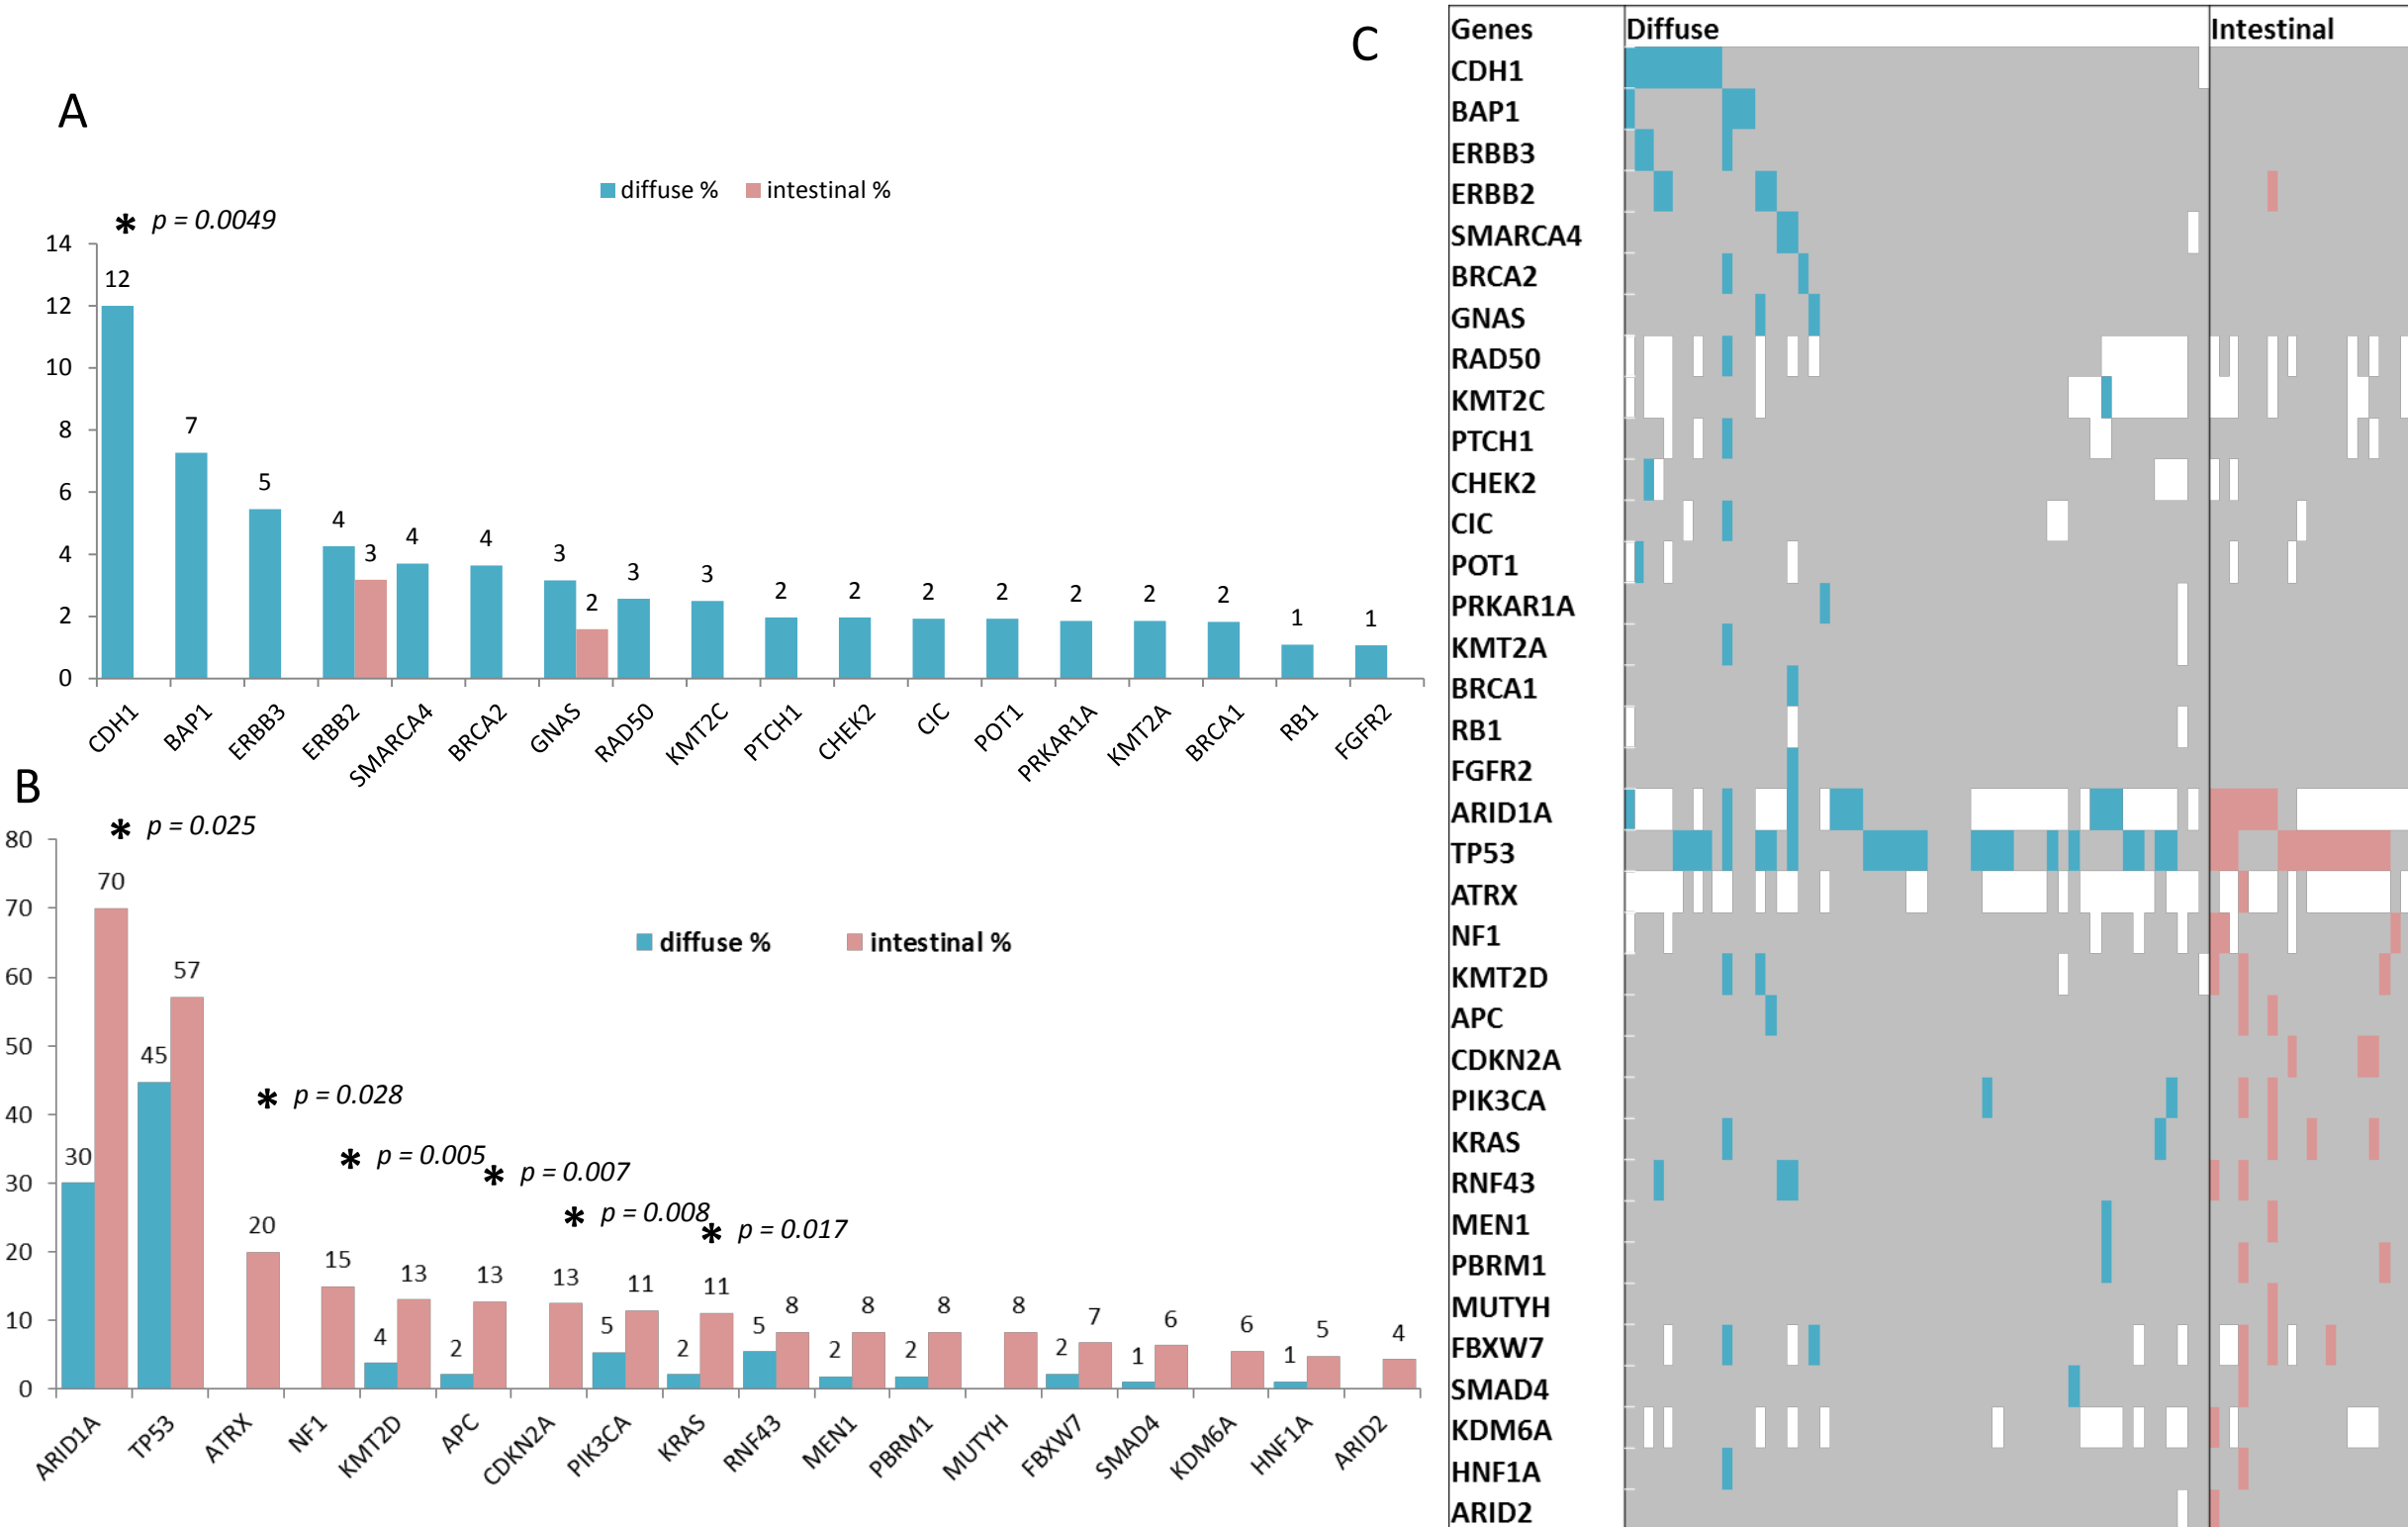 A
diffuse %
intestinal %
* p = 0.0049
14
12
10
8
6
4
2
0
12
7
5
4
3
4
4
3
2
3
3
2
2
2
2
2
2
2
1
1
CDH1
BAP1
ERBB3
ERBB2
SMARCA4
BRCA2
GNAS
RAD50
KMT2C
PTCH1
CHEK2
CIC
POT1
PRKAR1A
KMT2A
BRCA1
RB1
FGFR2
B
* p = 0.025
diffuse %
intestinal %
* p = 0.028
* p = 0.005
* p = 0.007
* p = 0.008
* p = 0.017
80
70
60
50
40
30
20
10
0
30
70
45
57
20
15
4
13
2
13
13
5
11
2
11
5
8
2
8
2
8
8
2
7
1
6
6
1
5
4
ARID1A
TP53
ATRX
NF1
KMT2D
APC
CDKN2A
PIK3CA
KRAS
RNF43
MEN1
PBRM1
MUTYH
FBXW7
SMAD4
KDM6A
HNF1A
ARID2
C
Genes Diffuse Intestinal
CDH1
BAP1
ERBB3
ERBB2
SMARCA4
BRCA2
GNAS
RAD50
KMT2C
PTCH1
CHEK2
CIC
POT1
PRKAR1A
KMT2A
BRCA1
RB1
FGFR2
ARID1A
TP53
ATRX
NF1
KMT2D
APC
CDKN2A
PIK3CA
KRAS
RNF43
MEN1
PBRM1
MUTYH
FBXW7
SMAD4
KDM6A
HNF1A
ARID2